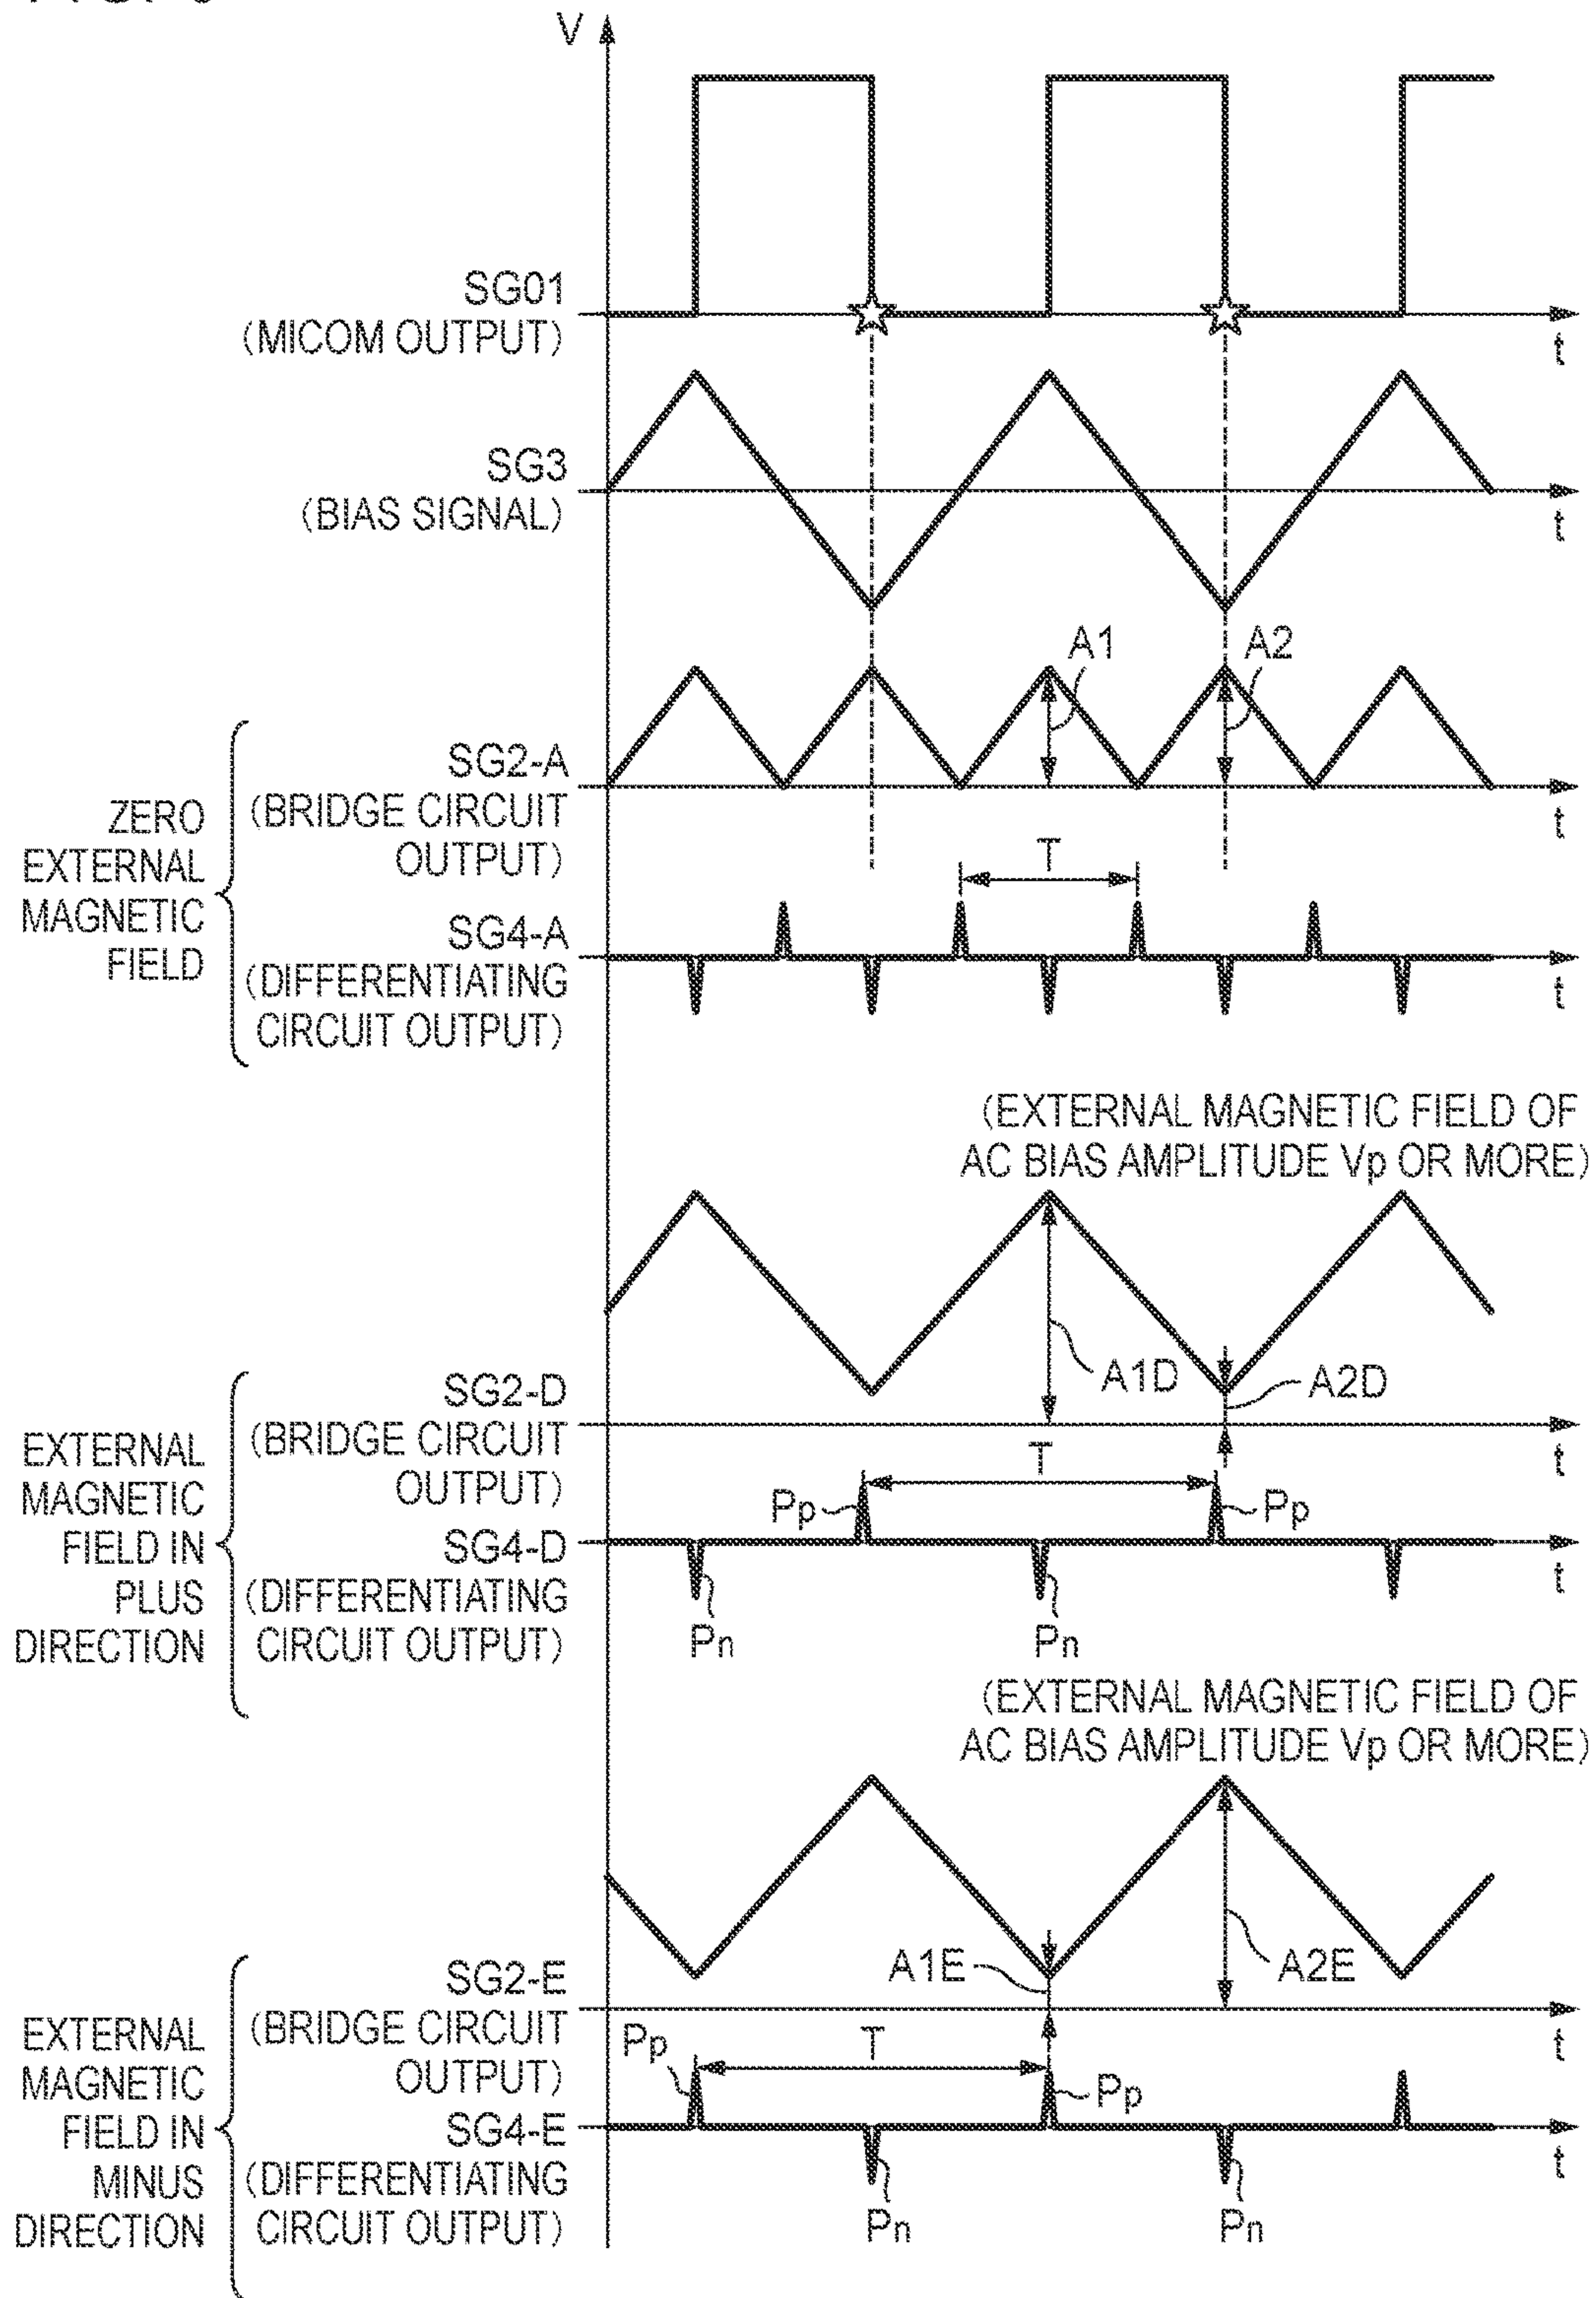 V
SG01
(MICOM OUTPUT)
t
SG3
(BIAS SIGNAL)
t
A1
A2
ZERO
EXTERNAL
MAGNETIC
FIELD
SG2-A
(BRIDGE CIRCUIT
OUTPUT)
t
T
SG4-A
(DIFFERENTIATING
CIRCUIT OUTPUT)
t
(EXTERNAL MAGNETIC FIELD OF
AC BIAS AMPLITUDE Vp OR MORE)
A1D
A2D
EXTERNAL
MAGNETIC
FIELD IN
PLUS
DIRECTION
SG2-D
(BRIDGE CIRCUIT
OUTPUT)
t
T
Pp
Pp
SG4-D
(DIFFERENTIATING
CIRCUIT OUTPUT)
t
Pn
Pn
(EXTERNAL MAGNETIC FIELD OF
AC BIAS AMPLITUDE Vp OR MORE)
A1E
A2E
EXTERNAL
MAGNETIC
FIELD IN
MINUS
DIRECTION
SG2-E
(BRIDGE CIRCUIT
OUTPUT)
t
Pp
T
Pp
SG4-E
(DIFFERENTIATING
CIRCUIT OUTPUT)
t
Pn
Pn